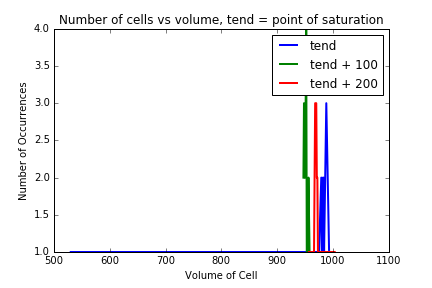 Number of cells vs volume, tend = point of saturation
4.0
3.5
3.0
2.5
2.0
1.5
1.0
Number of Occurrences
tend
tend + 100
tend + 200
500 600 700 800 900 1000 1100
Volume of Cell